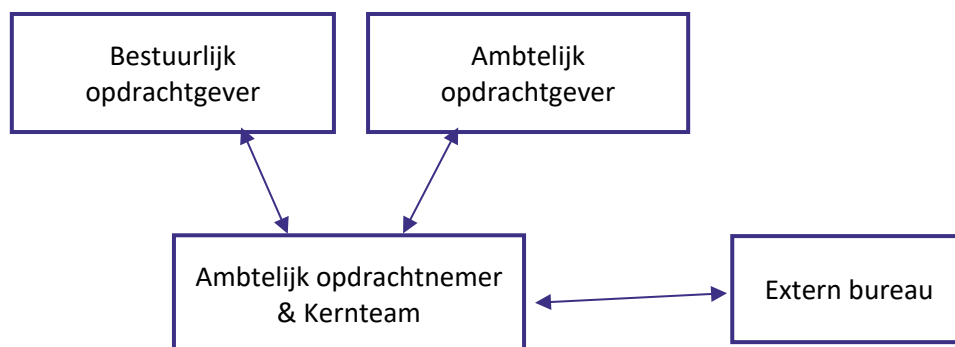 Bestuurlijk
opdrachtgever
Ambtelijk
opdrachtgever
Ambtelijk opdrachtnemer
& Kernteam
Extern bureau